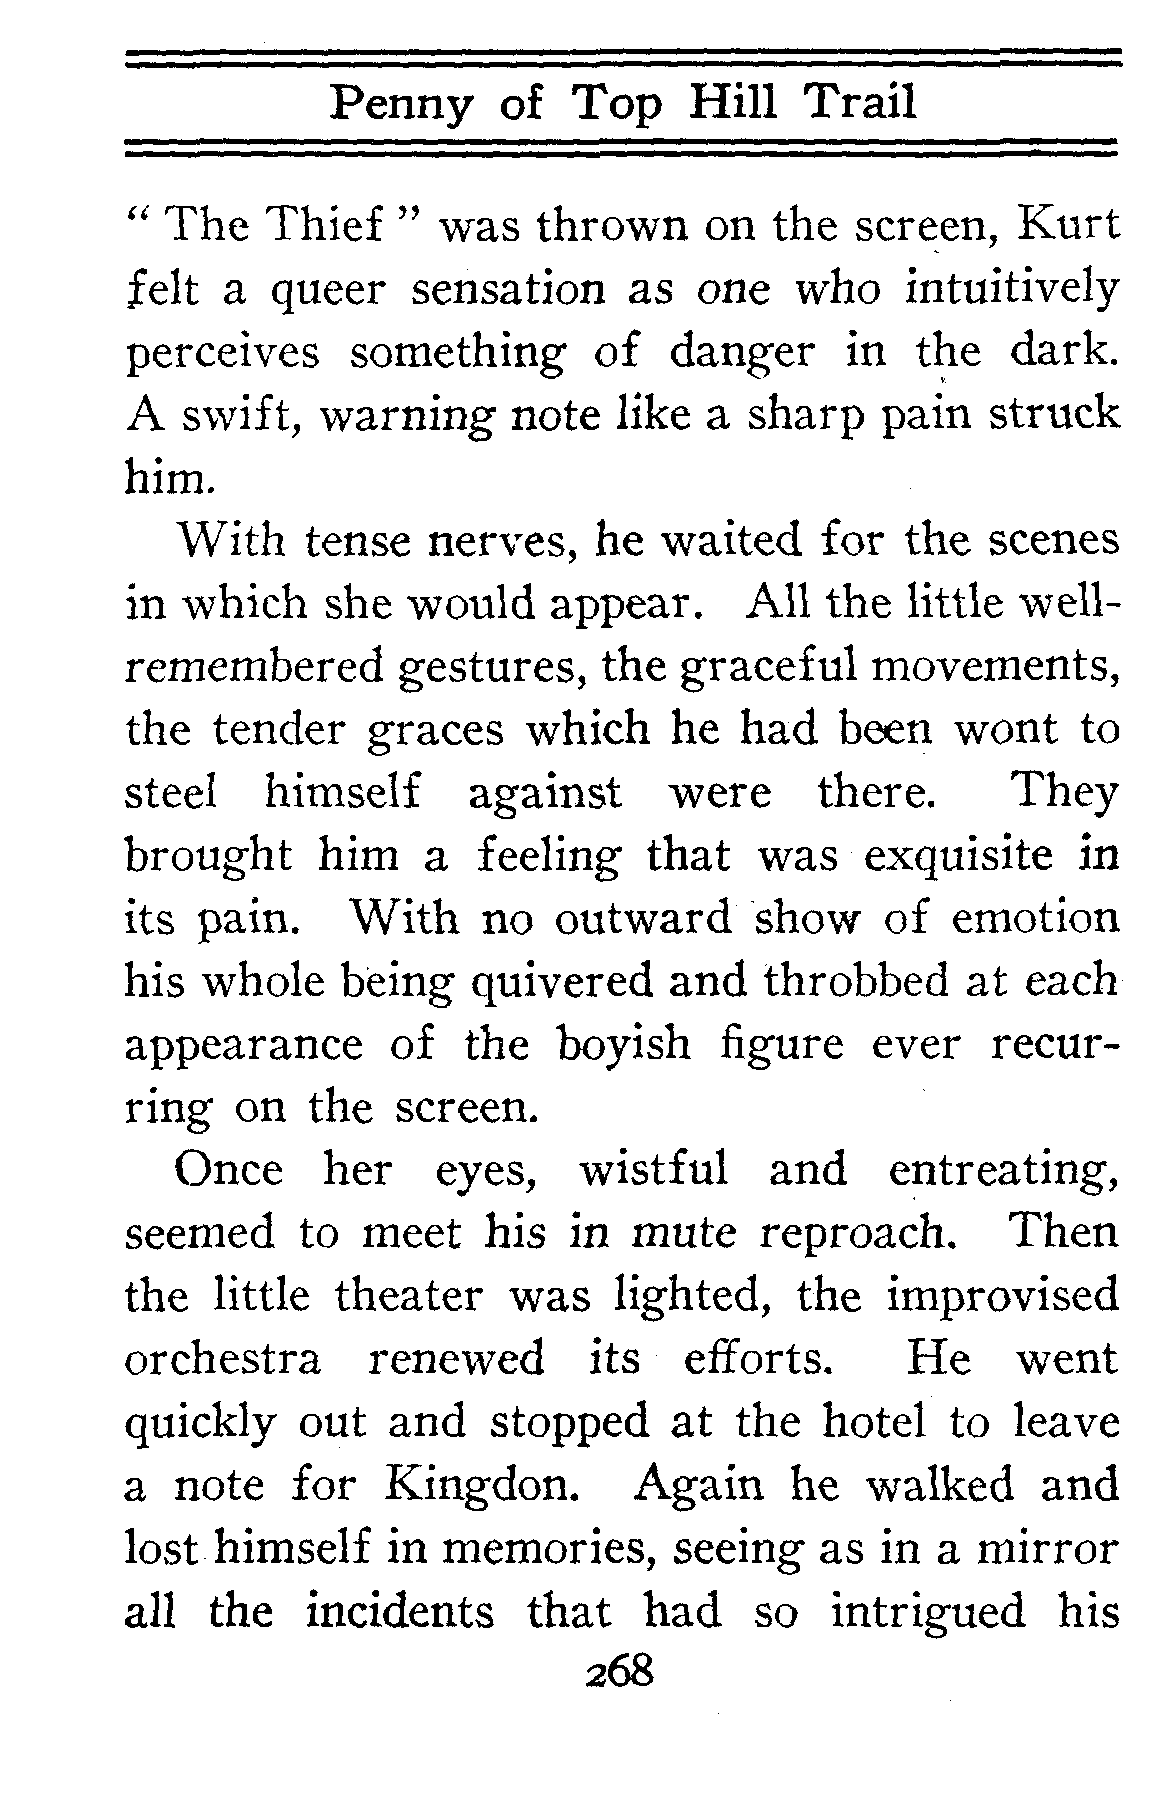 Penny of Top Hill Trail
" The Thief " was thrown on the screen, Kurt
felt a queer sensation as one who intuitively
perceives something of danger in the dark.
A swift, warning note like a sharp pain struck
him.
With tense nerves, he waited for the scenes
in which she would appear. All the little well-
remembered gestures, the graceful movements,
the tender graces which he had been wont to
steel himself against were there. They
brought him a feeling that was exquisite in
its pain. With no outward show of emotion
his whole being quivered and throbbed at each
appearance of the boyish figure ever recur-
ring on the screen.
Once her eyes, wistful and entreating,
seemed to meet his in mute reproach. Then
the little theater was lighted, the improvised
orchestra renewed its efforts. He went
quickly out and stopped at the hotel to leave
a note for Kingdon. Again he walked and
lost himself in memories, seeing as in a mirror
all the incidents that had so intrigued his
268